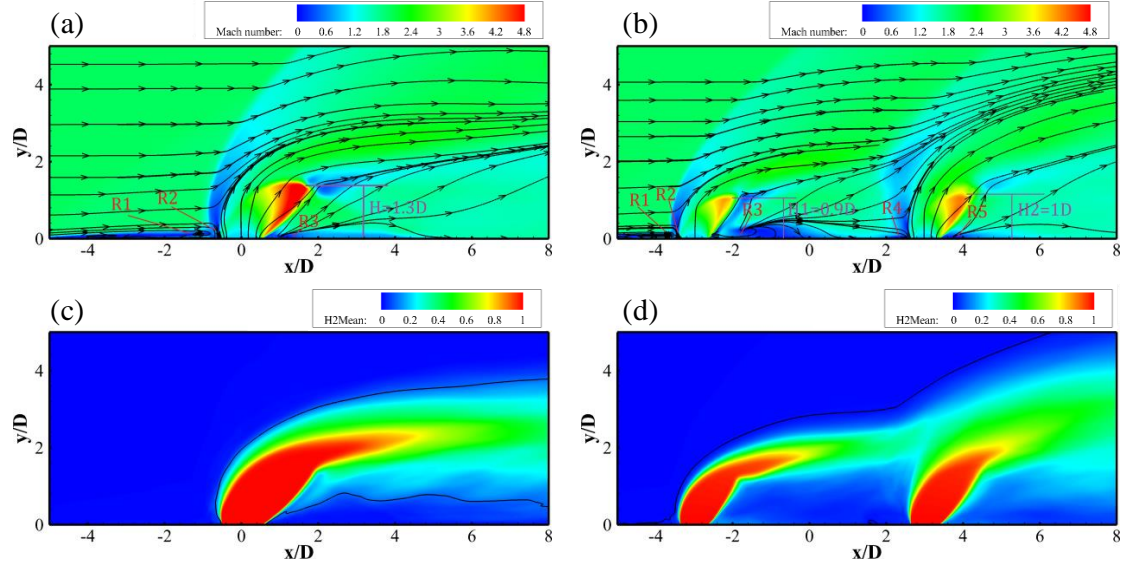 (a)
Mach number: 0 0.6 1.2 1.8 2.4 3 3.6 4.2 4.8
y/D
4
2
0
R1
R2
R3
H=1.3D
-4 -2 0 2 4 6 8
x/D
(b)
Mach number: 0 0.6 1.2 1.8 2.4 3 3.6 4.2 4.8
y/D
4
2
0
R1
R2
R3
H1=0.9D
R4
R5
H2=1D
-4 -2 0 2 4 6 8
x/D
(c)
H2Mean: 0 0.2 0.4 0.6 0.8 1
y/D
4
2
0
-4 -2 0 2 4 6 8
x/D
(d)
H2Mean: 0 0.2 0.4 0.6 0.8 1
y/D
4
2
0
-4 -2 0 2 4 6 8
x/D